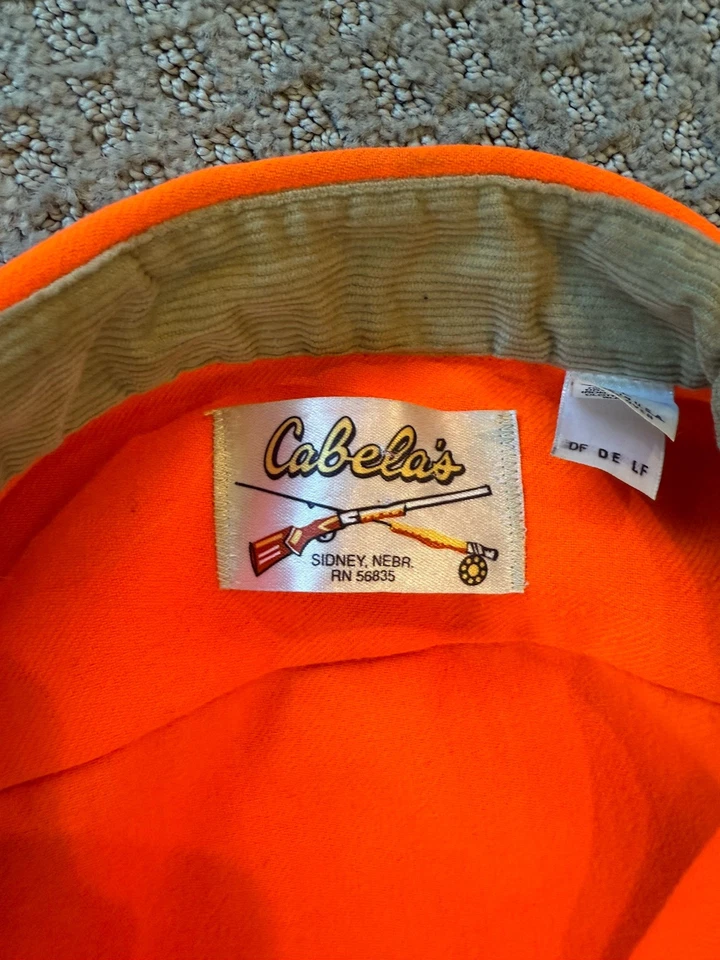 Cabela's
SIDNEY, NEBR.
RN 56835
DF DE LF